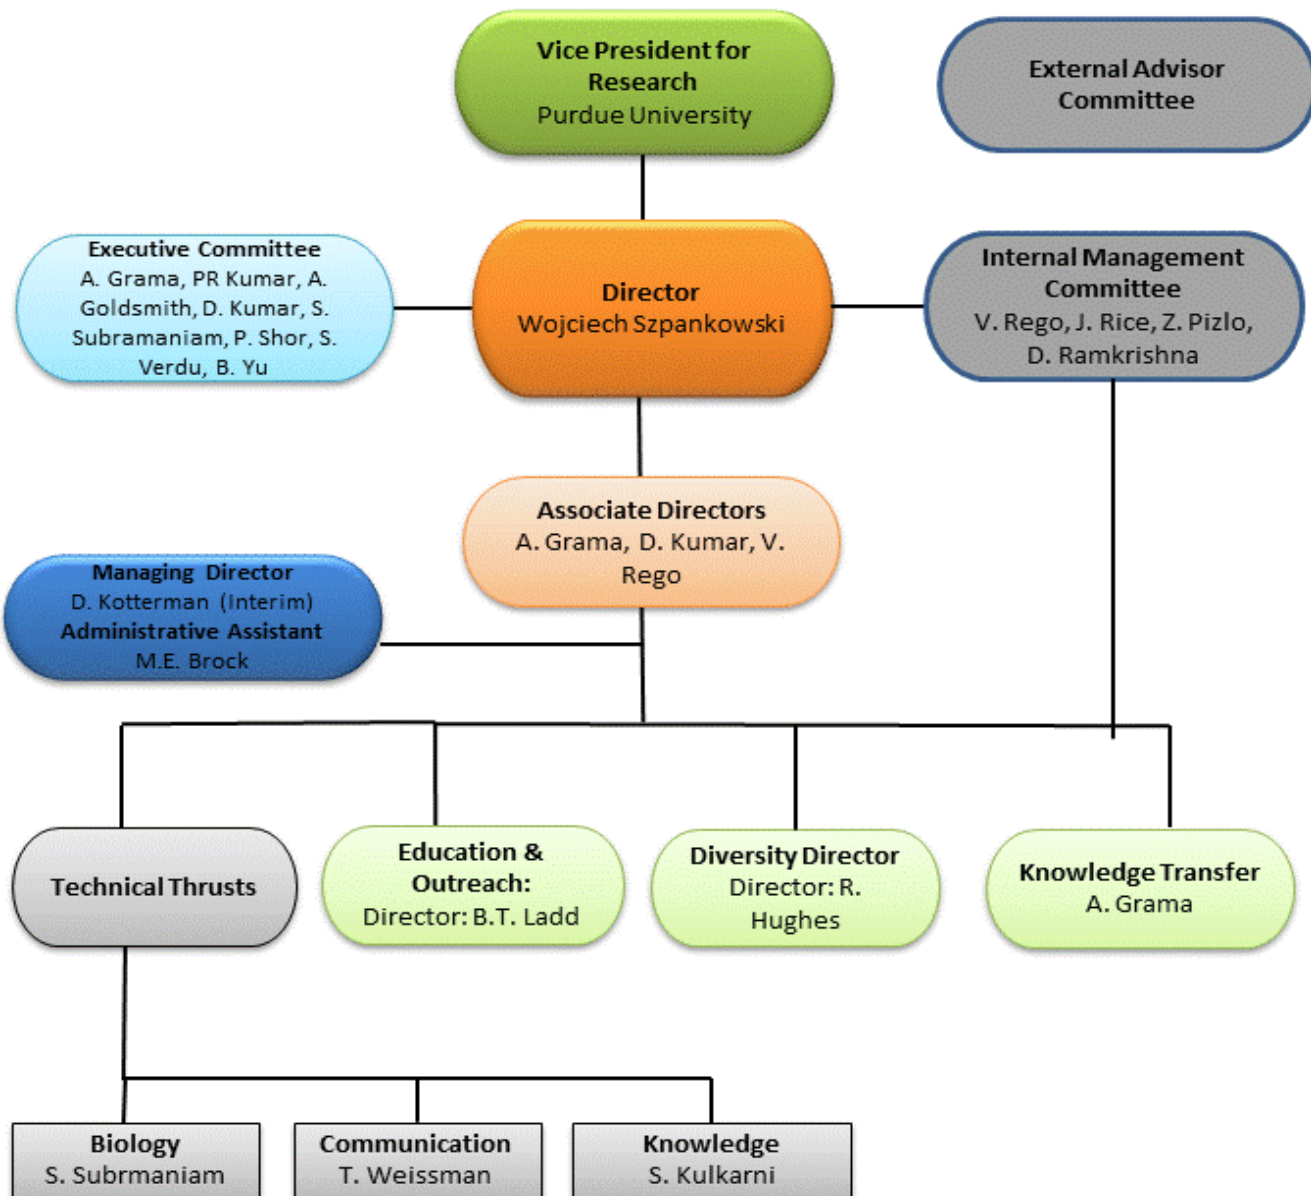 Vice President for
Research
Purdue University
External Advisor
Committee
Executive Committee
A. Grama, PR Kumar, A.
Goldsmith, D. Kumar, S.
Subramaniam, P. Shor, S.
Verdu, B. Yu
Director
Wojciech Szpankowski
Internal Management
Committee
V. Rego, J. Rice, Z. Pizlo,
D. Ramkrishna
Associate Directors
A. Grama, D. Kumar, V.
Rego
Managing Director
D. Kotterman (Interim)
Administrative Assistant
M.E. Brock
Technical Thrusts
Education &
Outreach:
Director: B.T. Ladd
Diversity Director
Director: R.
Hughes
Knowledge Transfer
A. Grama
Biology
S. Subrmaniam
Communication
T. Weissman
Knowledge
S. Kulkarni